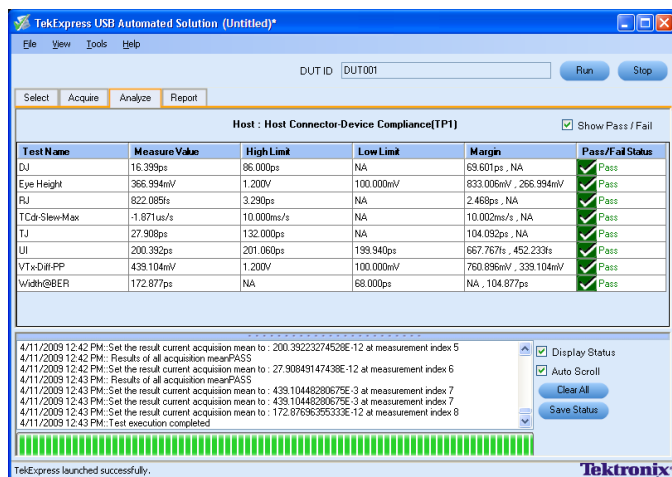 TekExpress USB Automated Solution (Untitled)*
File View Tools Help
DUT ID DUT001 Run Stop
Select Acquire Analyze Report
Host : Host Connector-Device Compliance(TP1) Show Pass / Fail
Test Name Measure Value High Limit Low Limit Margin Pass/Fail Status
DJ 16.399ps 86.000ps NA 69.601ps , NA Pass
Eye Height 366.994mV 1.200V 100.000mV 833.006mV , 266.994mV Pass
RJ 822.085fs 3.290ps NA 2.468ps , NA Pass
TCdr-Slew-Max -1.871us/s 10.000ms/s NA 10.002ms/s , NA Pass
TJ 27.908ps 132.000ps NA 104.092ps , NA Pass
UI 200.392ps 201.060ps 199.940ps 667.767fs , 452.233fs Pass
VTx-Diff-PP 439.104mV 1.200V 100.000mV 760.896mV , 339.104mV Pass
Width@BER 172.877ps NA 68.000ps NA , 104.877ps Pass
4/11/2009 12:42 PM::Set the result current acquisiion mean to : 200.39223274528E-12 at measurement index 5
4/11/2009 12:42 PM:: Results of all acquisition meanPASS
4/11/2009 12:42 PM::Set the result current acquisiion mean to : 27.90849147438E-12 at measurement index 6
4/11/2009 12:43 PM:: Results of all acquisition meanPASS
4/11/2009 12:43 PM::Set the result current acquisiion mean to : 439.10448280675E-3 at measurement index 7
4/11/2009 12:43 PM::Set the result current acquisiion mean to : 439.10448280675E-3 at measurement index 7
4/11/2009 12:43 PM::Set the result current acquisiion mean to : 172.87696355333E-12 at measurement index 8
4/11/2009 12:43 PM::Test execution completed
Display Status
Auto Scroll
Clear All
Save Status
TekExpress launched successfully.
Tektronix